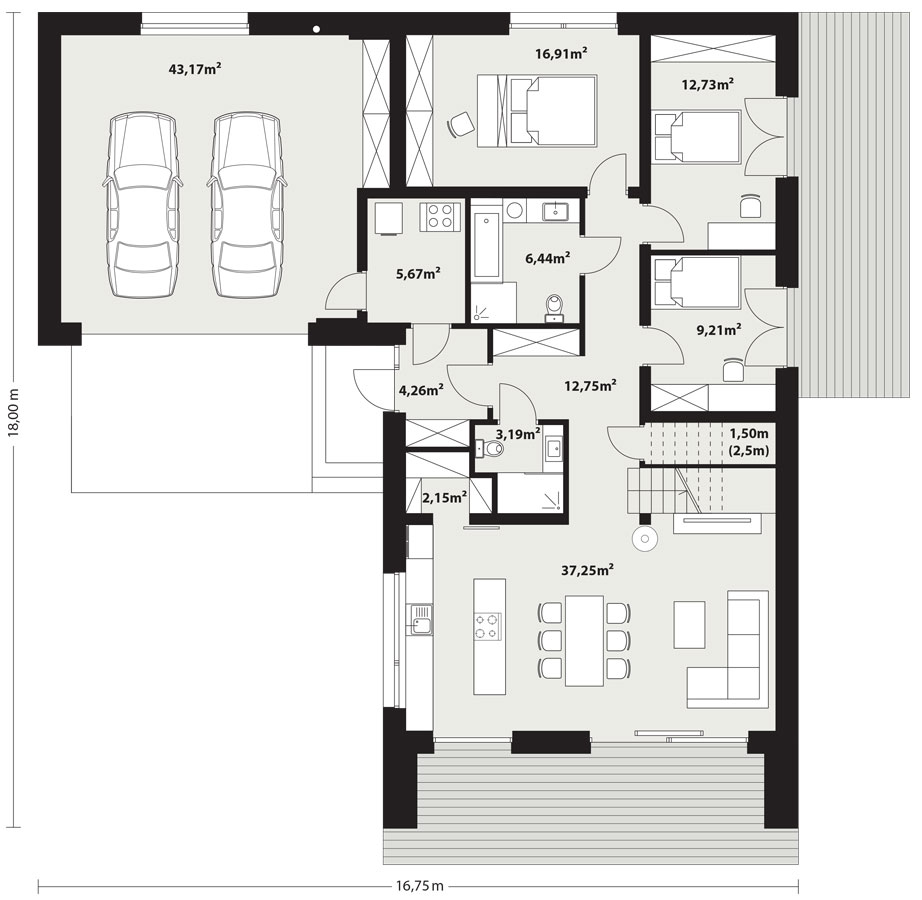 43,17m²
16,91m²
12,73m²
5,67m²
6,44m²
9,21m²
4,26m²
12,75m²
3,19m²
1,50m
(2,5m)
2,15m²
37,25m²
18,00 m
16,75 m